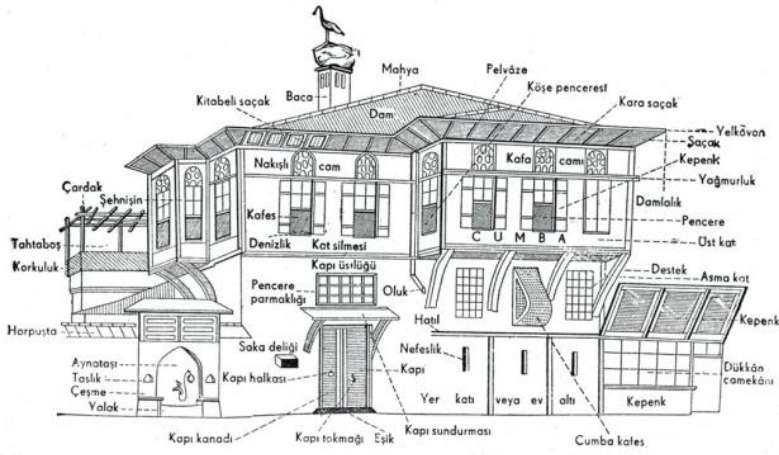 Mahya
Pelvâze
Köşe pencerest
Kitabeli saçak
Baca
Dam
Kara saçak
Yelkôvan
Saçak
Nakışlı cam
Kafa camı
Kepenk
Yağmurluk
Çardak
Şehnişin
Damlalık
Kafes
Pencere
Denizlik
Kat silmesi
C U M B A
Üst kat
Tahtaboş
Korkuluk
Kapı üstlüğü
Pencere
parmaklığı
Oluk
Destek
Asma kat
Horpuşta
Hatıl
Kepenk
Saka deliği
Nefeslik
Aynataşı
Taslık
Çeşme
Yalak
Kapı halkası
Kapı
Dükkân
camekânı
Yer katı veya ev altı
Kepenk
Kapı kanadı
Kapı tokmağı
Eşik
Kapı sundurması
Cumba kafes